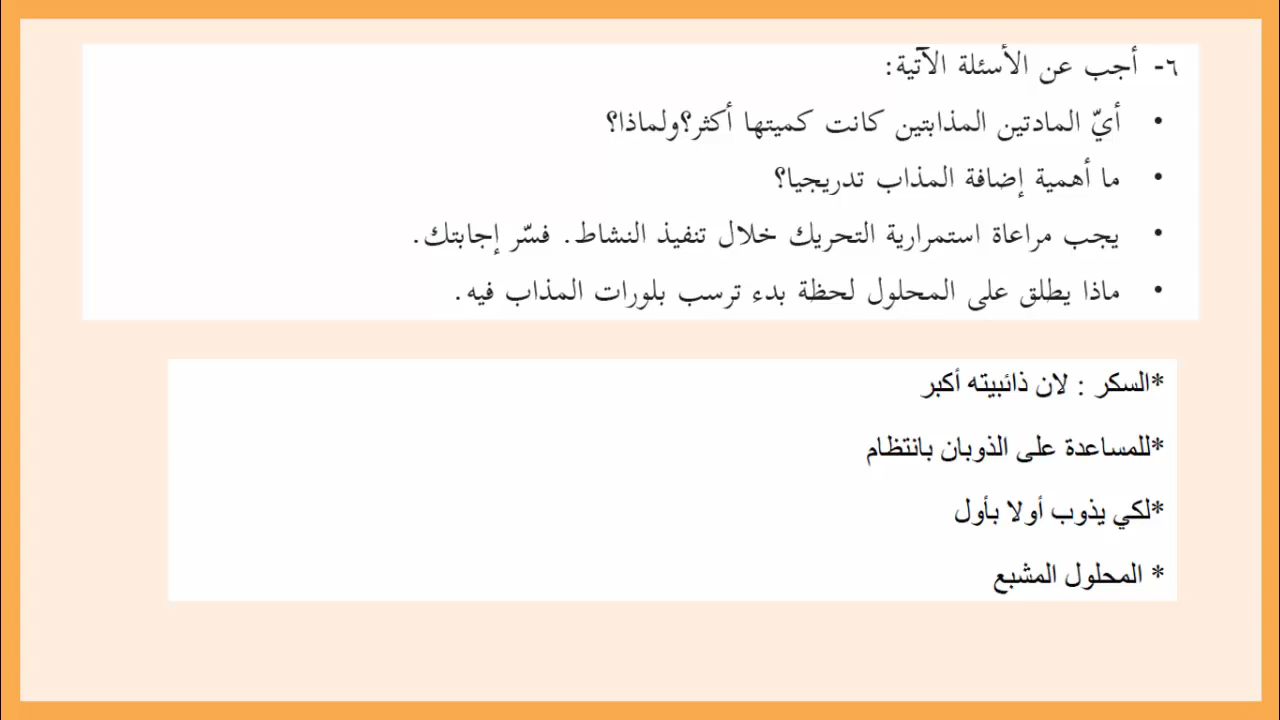 ٦- أجب عن الأسئلة الآتية:
• أيّ المادتين المذابتين كانت كميتها أكثر؟ولماذا؟
• ما أهمية إضافة المذاب تدريجيا؟
• يجب مراعاة استمرارية التحريك خلال تنفيذ النشاط. فسّر إجابتك.
• ماذا يطلق على المحلول لحظة بدء ترسب بلورات المذاب فيه.
*السكر : لان ذائبيته أكبر
*للمساعدة على الذوبان بانتظام
*لكي يذوب أولا بأول
* المحلول المشبع